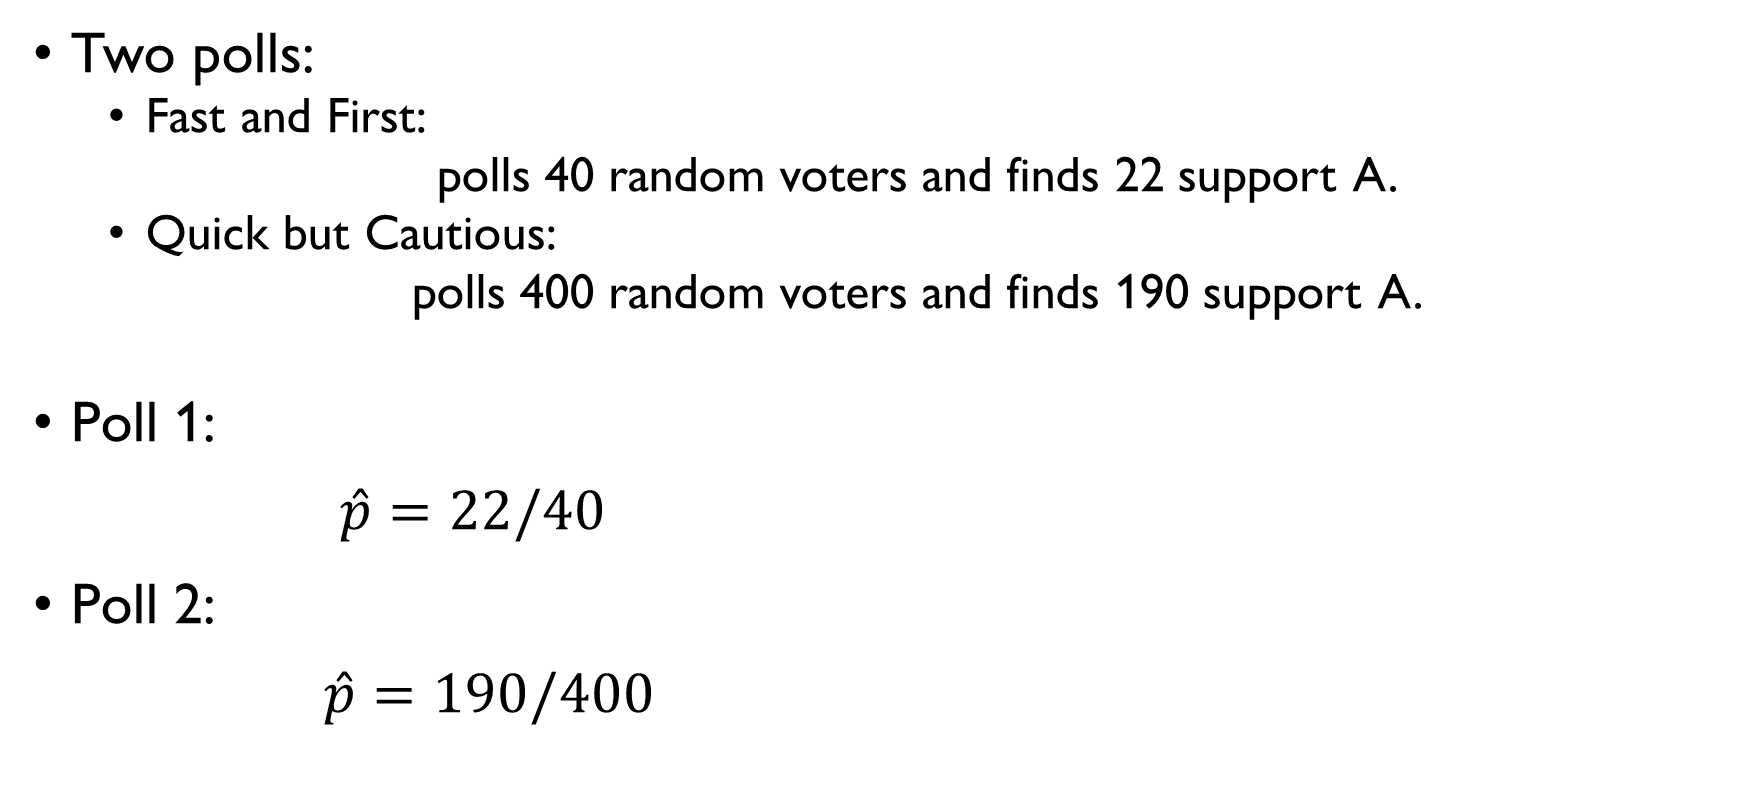 • Two polls:
• Fast and First:
polls 40 random voters and finds 22 support A.
• Quick but Cautious:
polls 400 random voters and finds 190 support A.
• Poll 1:
p̂ = 22/40
• Poll 2:
p̂ = 190/400